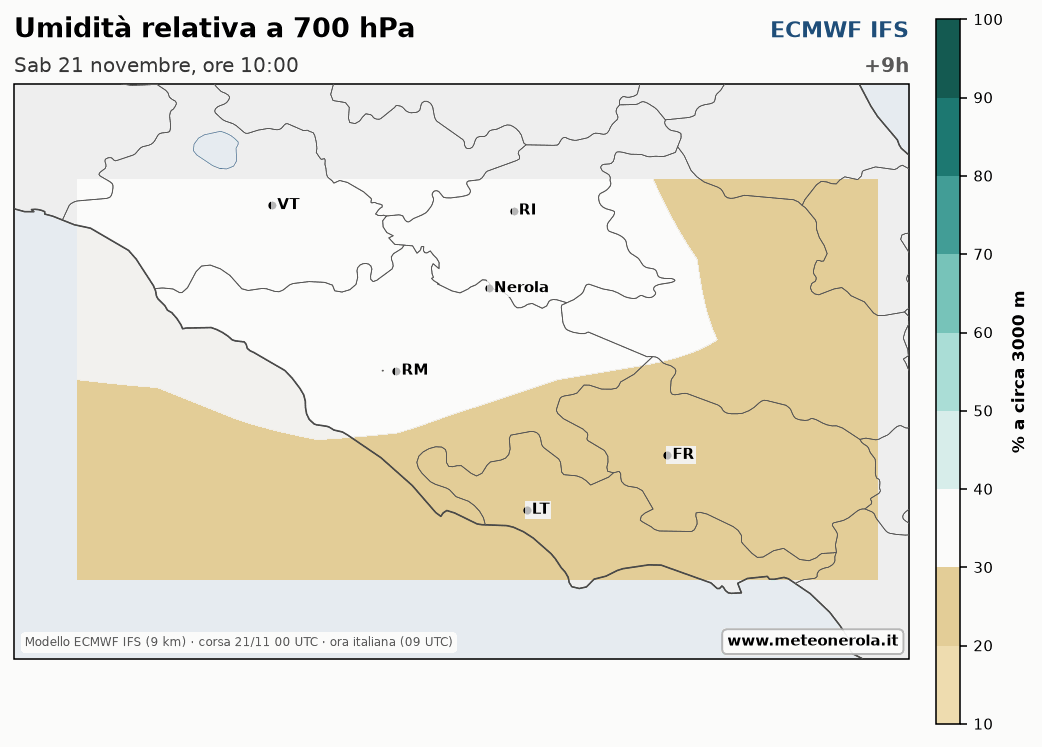 Umidità relativa a 700 hPa
ECMWF IFS
Sab 21 novembre, ore 10:00
+9h
100
90
80
70
60
50
40
30
20
10
% a circa 3000 m
VT
RI
Nerola
RM
FR
LT
Modello ECMWF IFS (9 km) · corsa 21/11 00 UTC · ora italiana (09 UTC)
www.meteonerola.it